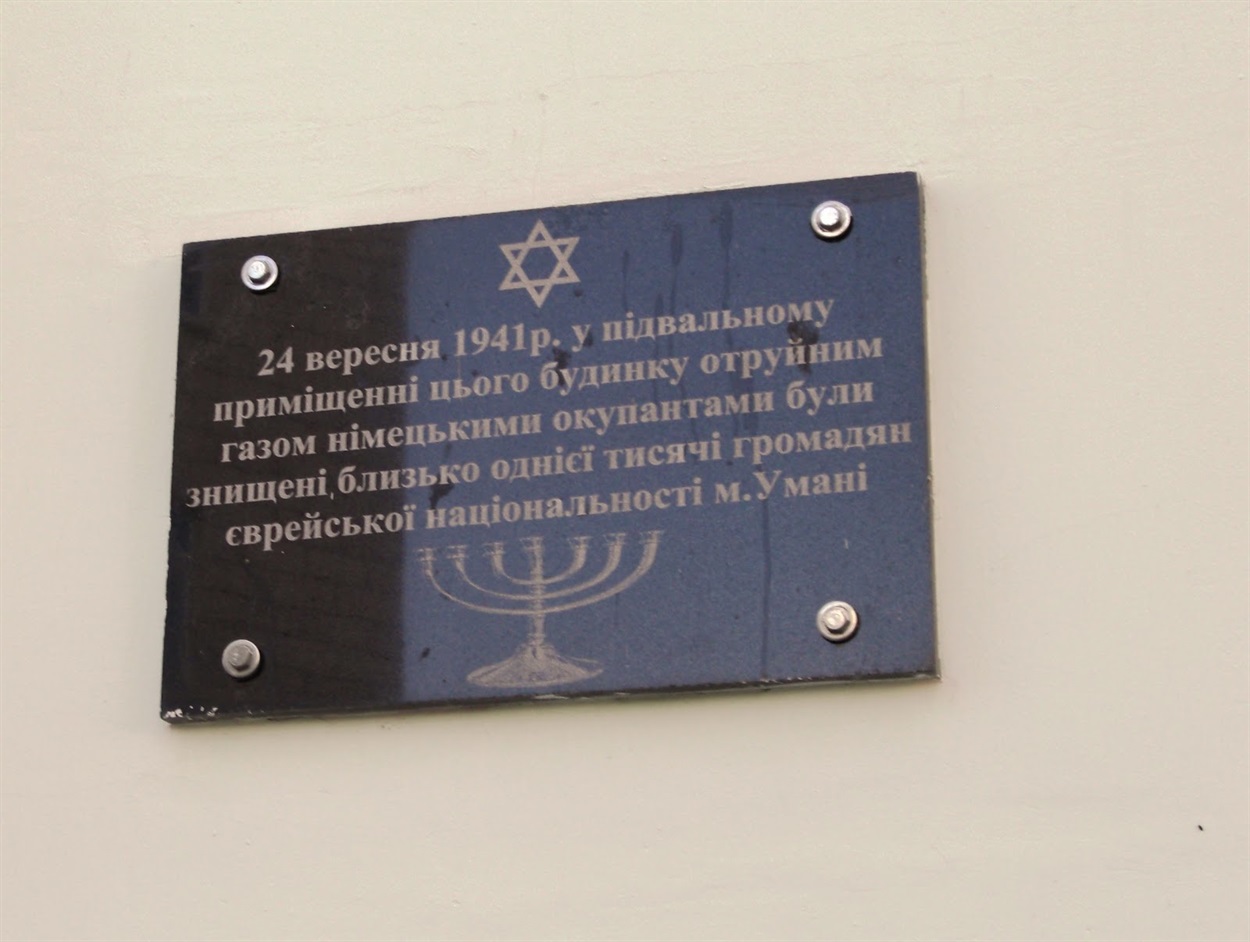 24 вересня 1941р. у підвальному
приміщенні цього будинку отруйним
газом німецькими окупантами були
знищені близько однієї тисячі громадян
єврейської національності м.Умані